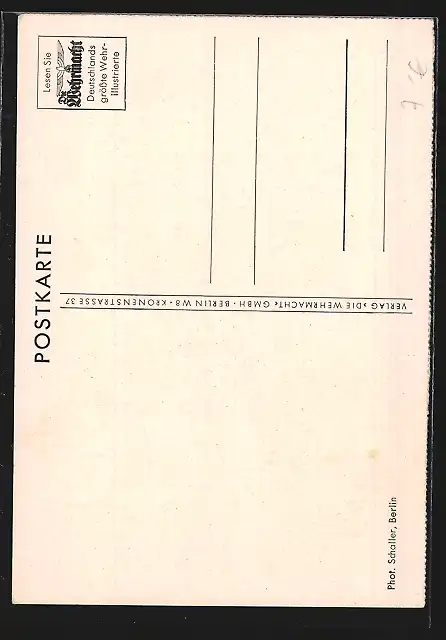 POSTKARTE
Lesen Sie
Die
Wehrmacht
Deutschlands
größte Wehr-
illustrierte
VERLAG »DIE WEHRMACHT« GMBH · BERLIN W8 · KRONENSTRASSE 37
Phot. Schaller, Berlin